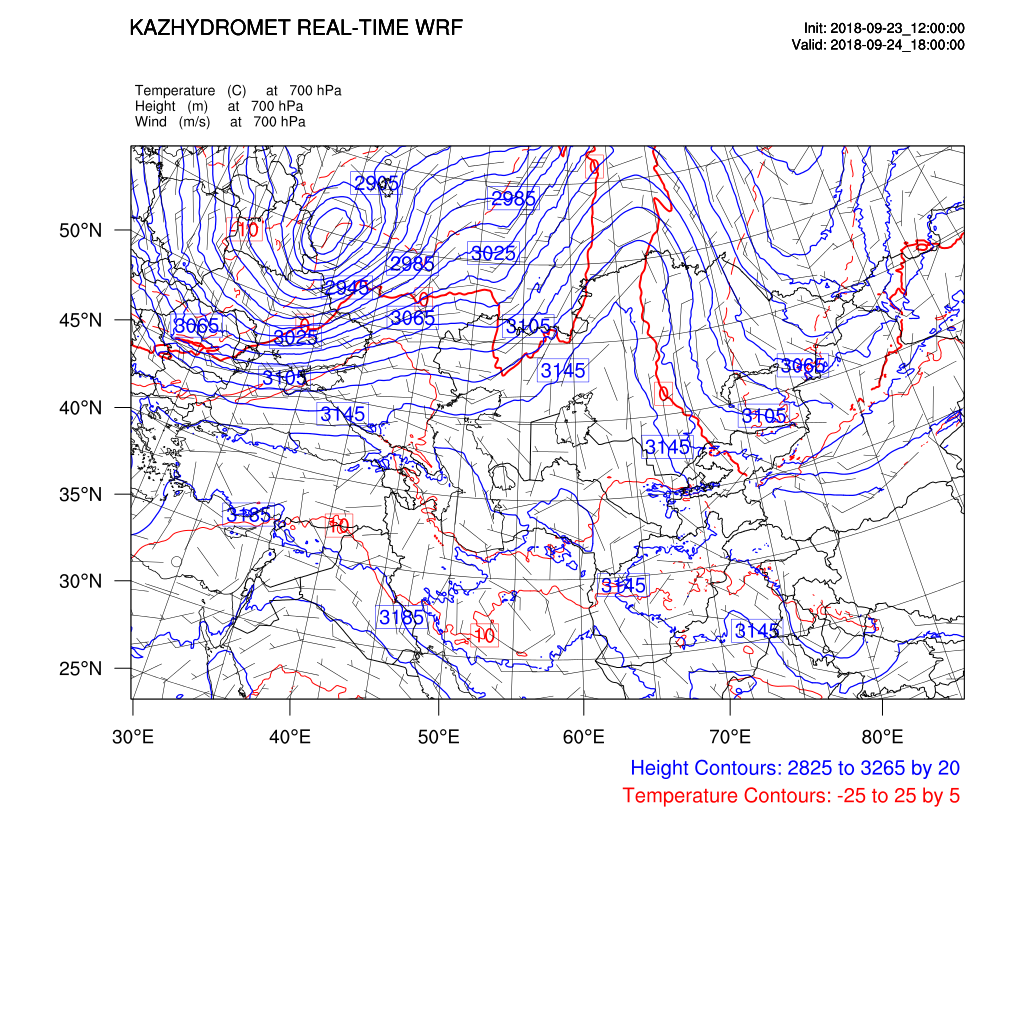 KAZHYDROMET REAL-TIME WRF
Init: 2018-09-23_12:00:00
Valid: 2018-09-24_18:00:00
Temperature (C) at 700 hPa
Height (m) at 700 hPa
Wind (m/s) at 700 hPa
0
2905
2985
-10
50°N
3025
2985
2945
0
3065
45°N
3065
0
3105
3025
3065
3145
3105
0
40°N
3145
3105
3145
35°N
3185
10
30°N
3145
3185
10
3145
25°N
30°E 40°E 50°E 60°E 70°E 80°E
Height Contours: 2825 to 3265 by 20
Temperature Contours: -25 to 25 by 5